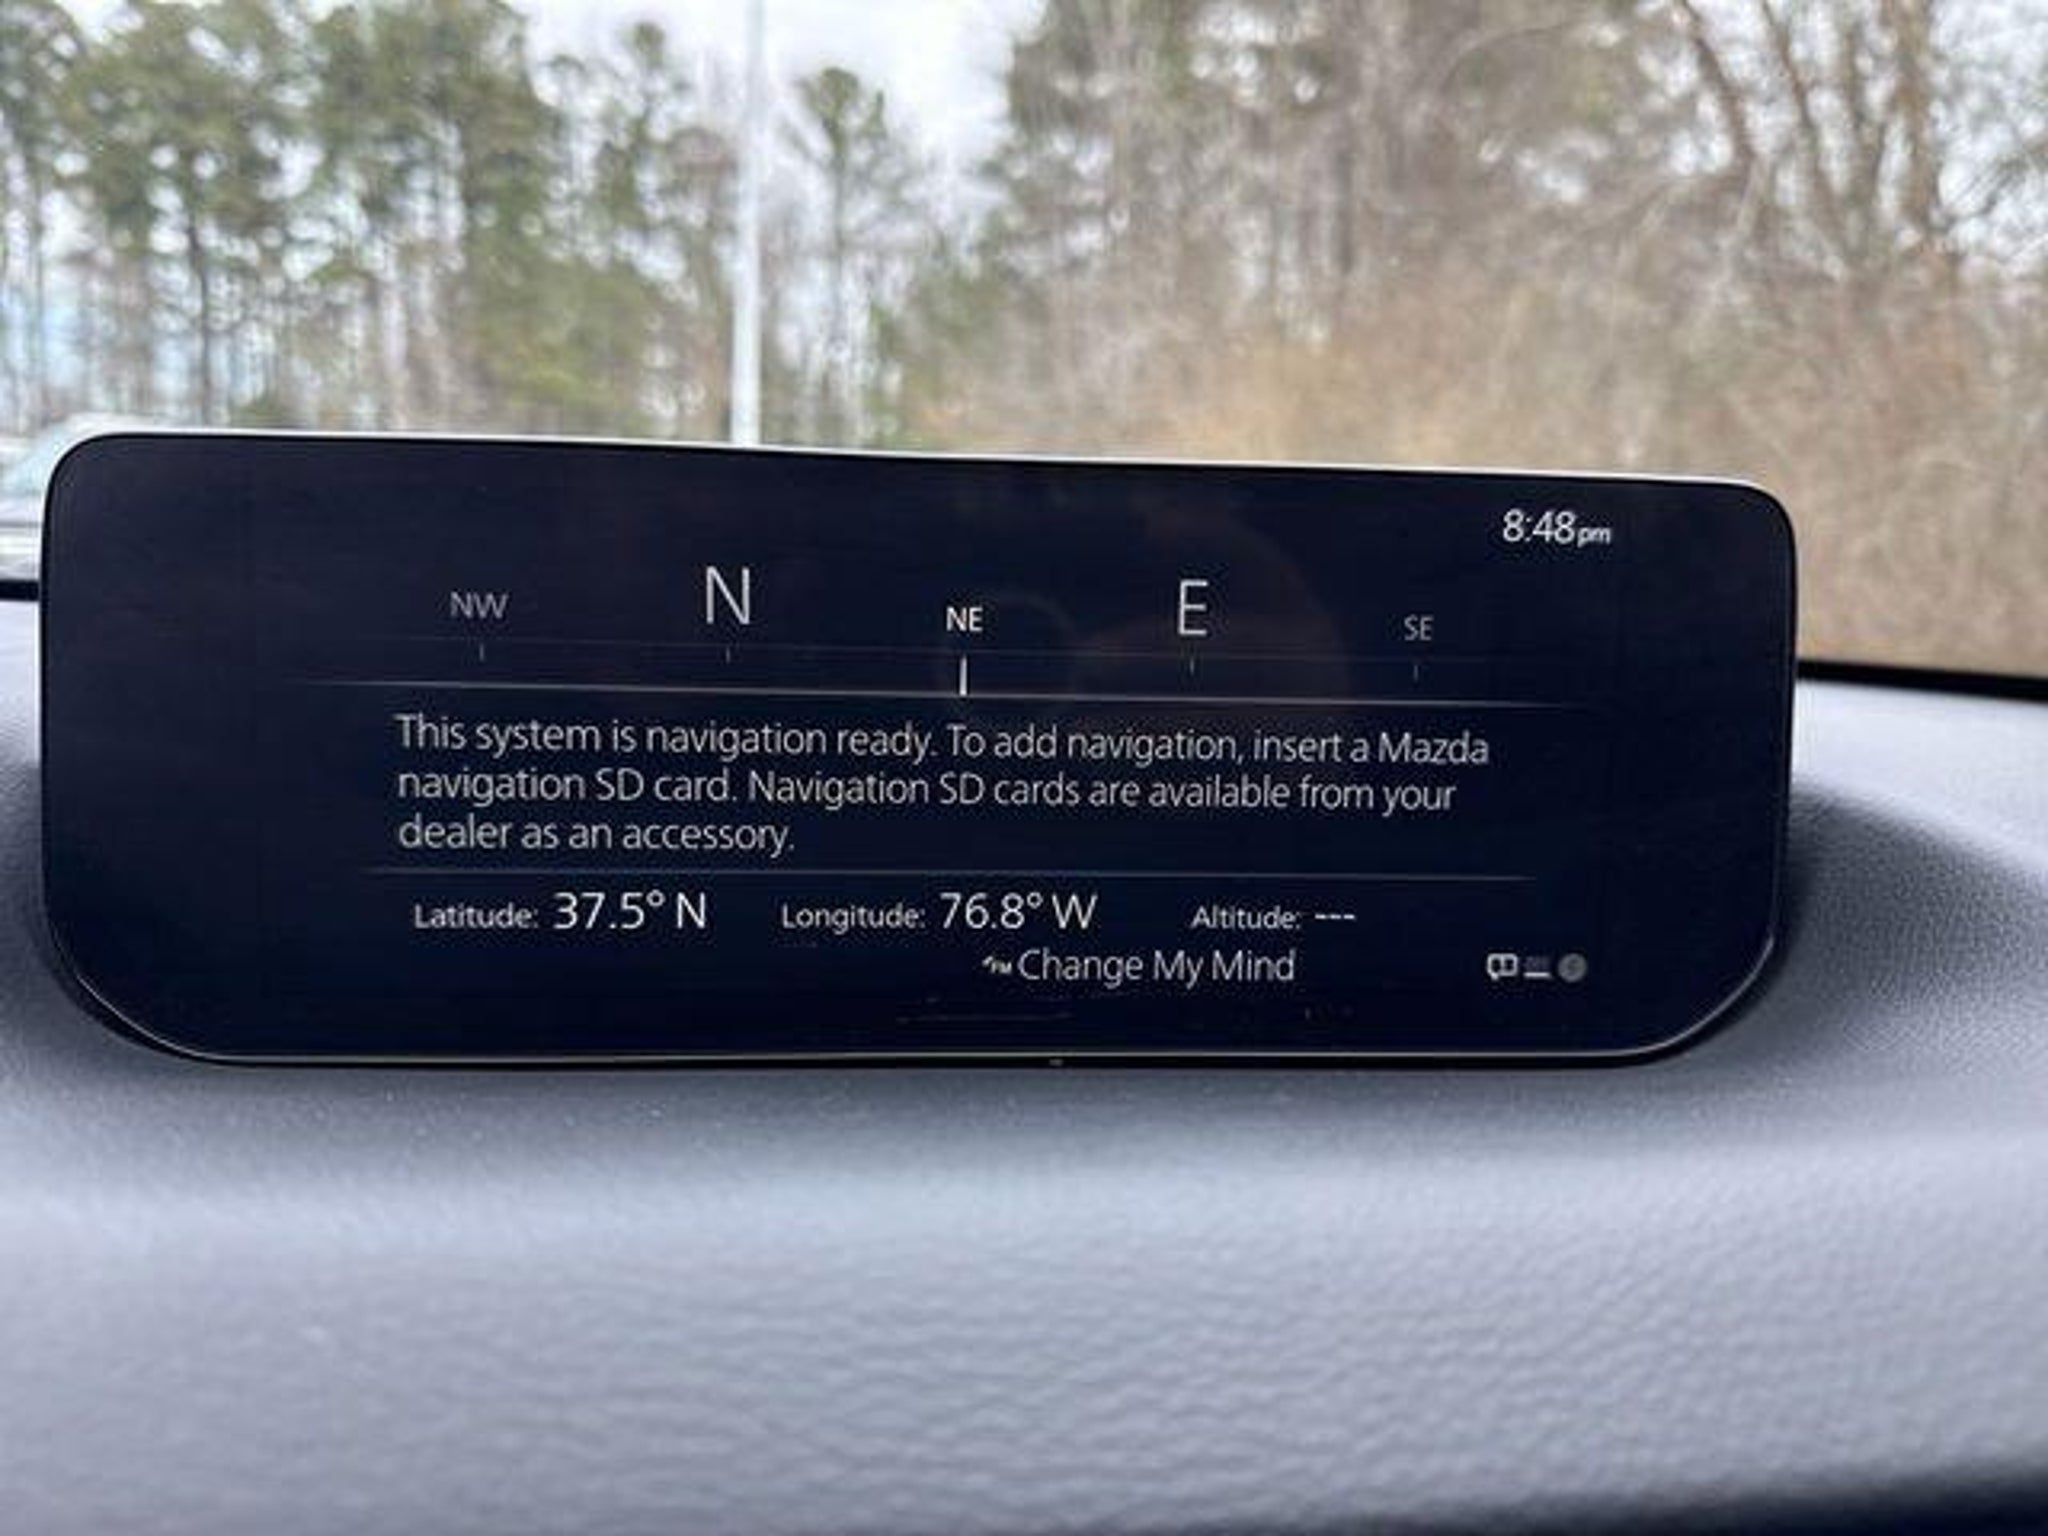 8:48pm
NW N NE E SE
This system is navigation ready. To add navigation, insert a Mazda
navigation SD card. Navigation SD cards are available from your
dealer as an accessory.
Latitude: 37.5° N Longitude: 76.8° W Altitude: ---
FM Change My Mind